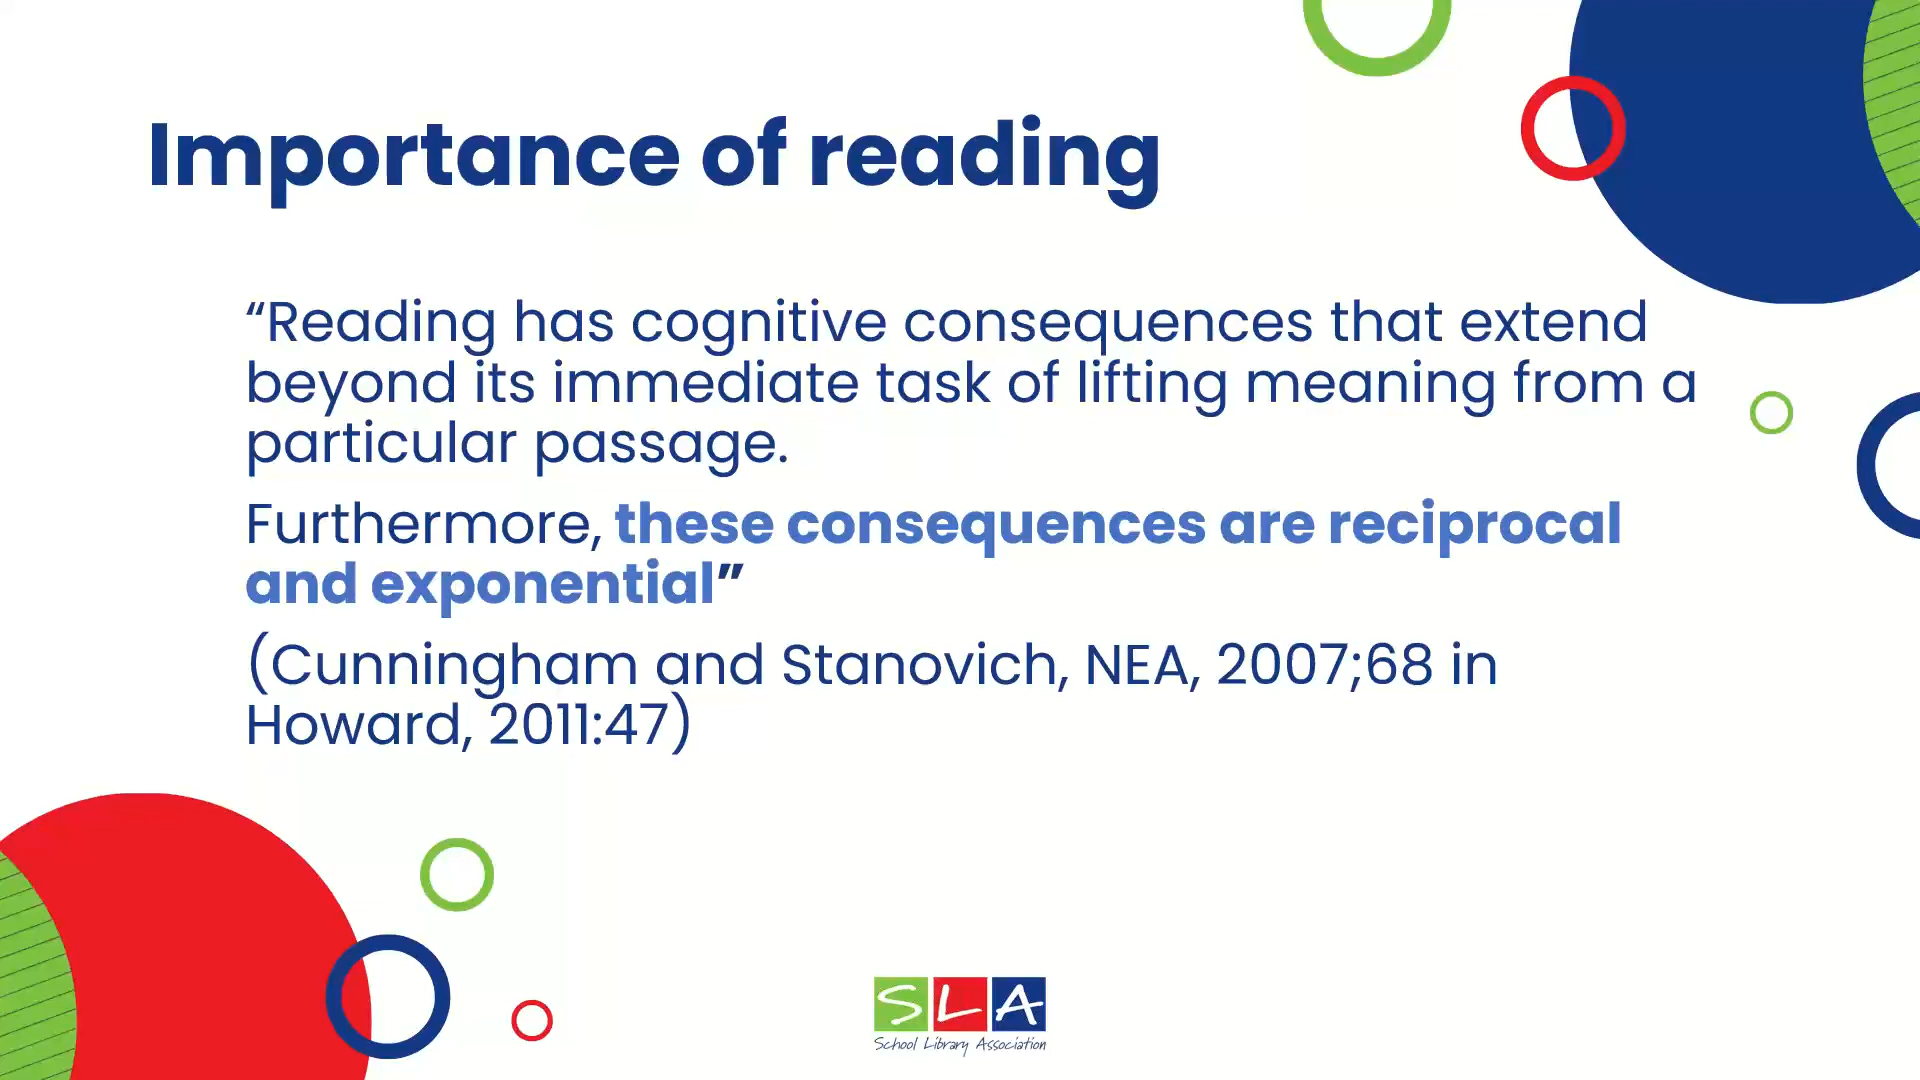 Importance of reading
“Reading has cognitive consequences that extend
beyond its immediate task of lifting meaning from a
particular passage.
Furthermore, these consequences are reciprocal
and exponential”
(Cunningham and Stanovich, NEA, 2007;68 in
Howard, 2011:47)
SLA
School Library Association